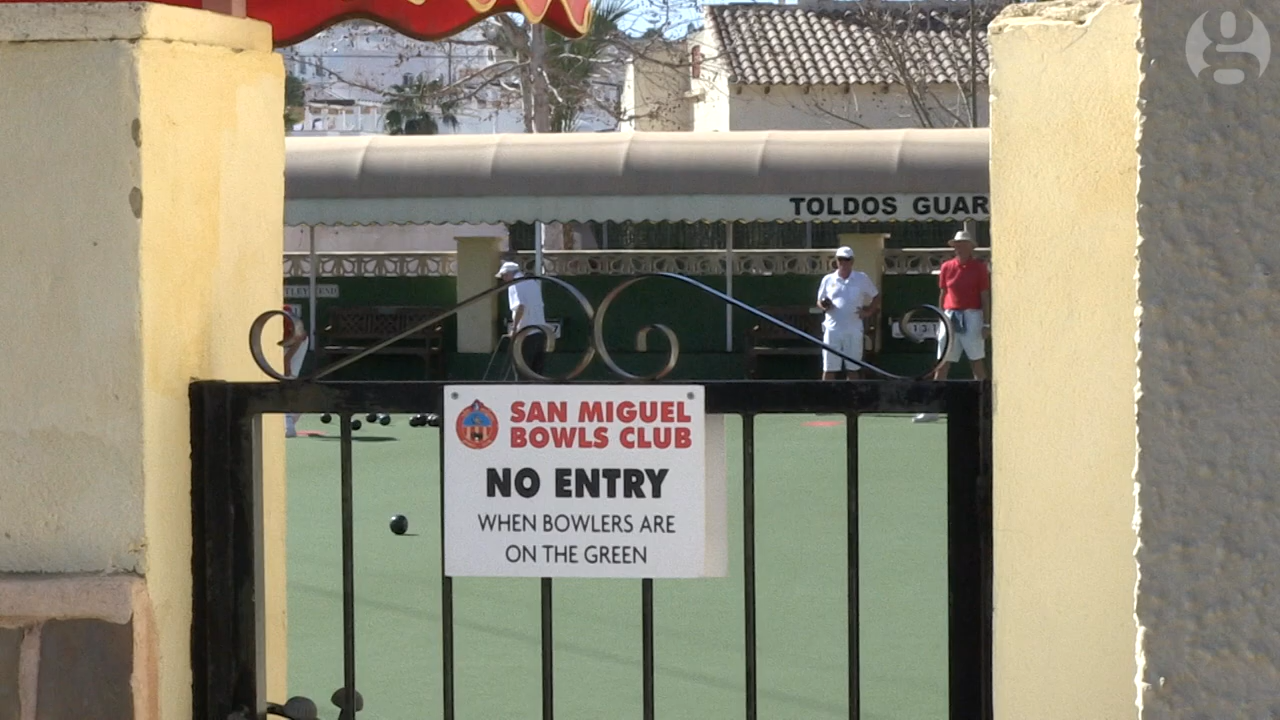 TOLDOS GUAR
SAN MIGUEL
BOWLS CLUB
NO ENTRY
WHEN BOWLERS ARE
ON THE GREEN